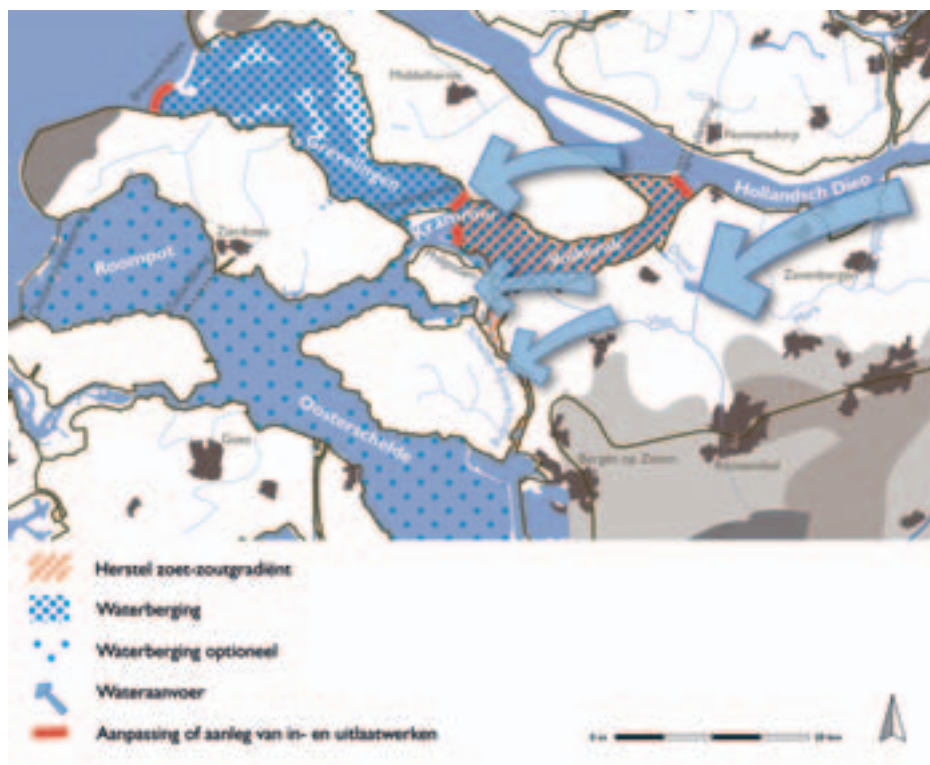 Middelharnis
Numansdorp
Grevelingen
Hollandsch Diep
Krammer
Volkerak
Roompot
Zierikzee
Zevenbergen
Oosterschelde
Goes
Bergen op Zoom
Roosendaal
Herstel zoet-zoutgradiënt
Waterberging
Waterberging optioneel
Wateraanvoer
Aanpassing of aanleg van in- en uitlaatwerken